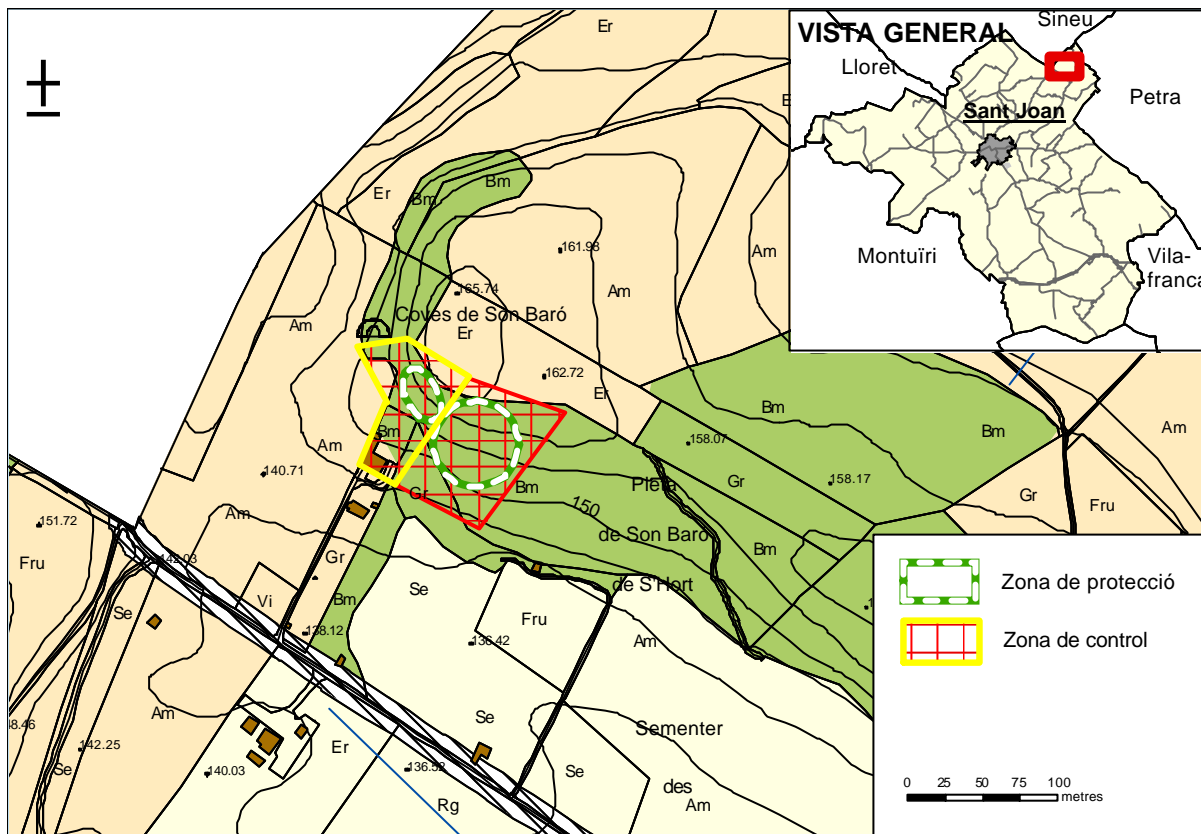 VISTA GENERAL
Sineu
Lloret
Petra
Sant Joan
Montuïri
Vila-
franca
Er
Er
Bm
Bm
161.98
Am
165.74
Am
Am
Coves de Son Baró
Er
162.72
Er
Bm
Bm
Am
Bm
Am
158.07
140.71
Gr
Bm
Pleta
Gr
158.17
Gr
Fru
150
Am
151.72
de Son Baró
Bm
Fru
142.03
Gr
Se
de S'Hort
Se
Vi
Bm
Fru
138.12
136.42
Am
Am
Se
Sementer
142.25
Er
Se
Se
140.03
136.52
des
Am
Rg
Zona de protecció
Zona de control
0 25 50 75 100
metres